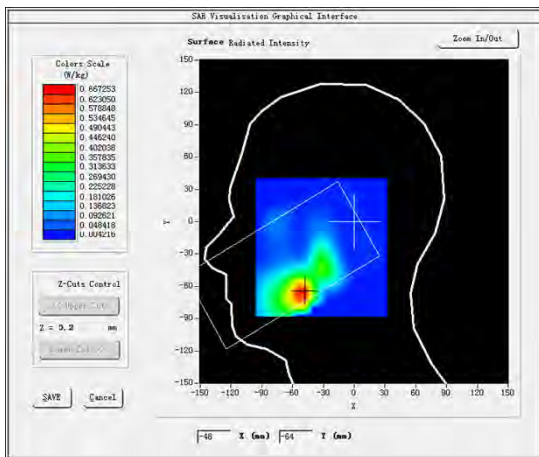 SAR Visualisation Graphical Interface
Surface Radiated Intensity
Zoom In/Out
Colors Scale
(W/kg)
0.667253
0.623050
0.578848
0.534645
0.490443
0.446240
0.402038
0.357835
0.313633
0.269430
0.225228
0.181026
0.136823
0.092621
0.048418
0.004216
150
120
90
60
30
0
-30
-60
-90
-120
-150
Y
-150 -120 -90 -60 -30 0 30 60 90 120 150
X
Z-Cuts Control
Z = 0.2 mm
SAVE
Cancel
-48 X (mm) -64 Y (mm)